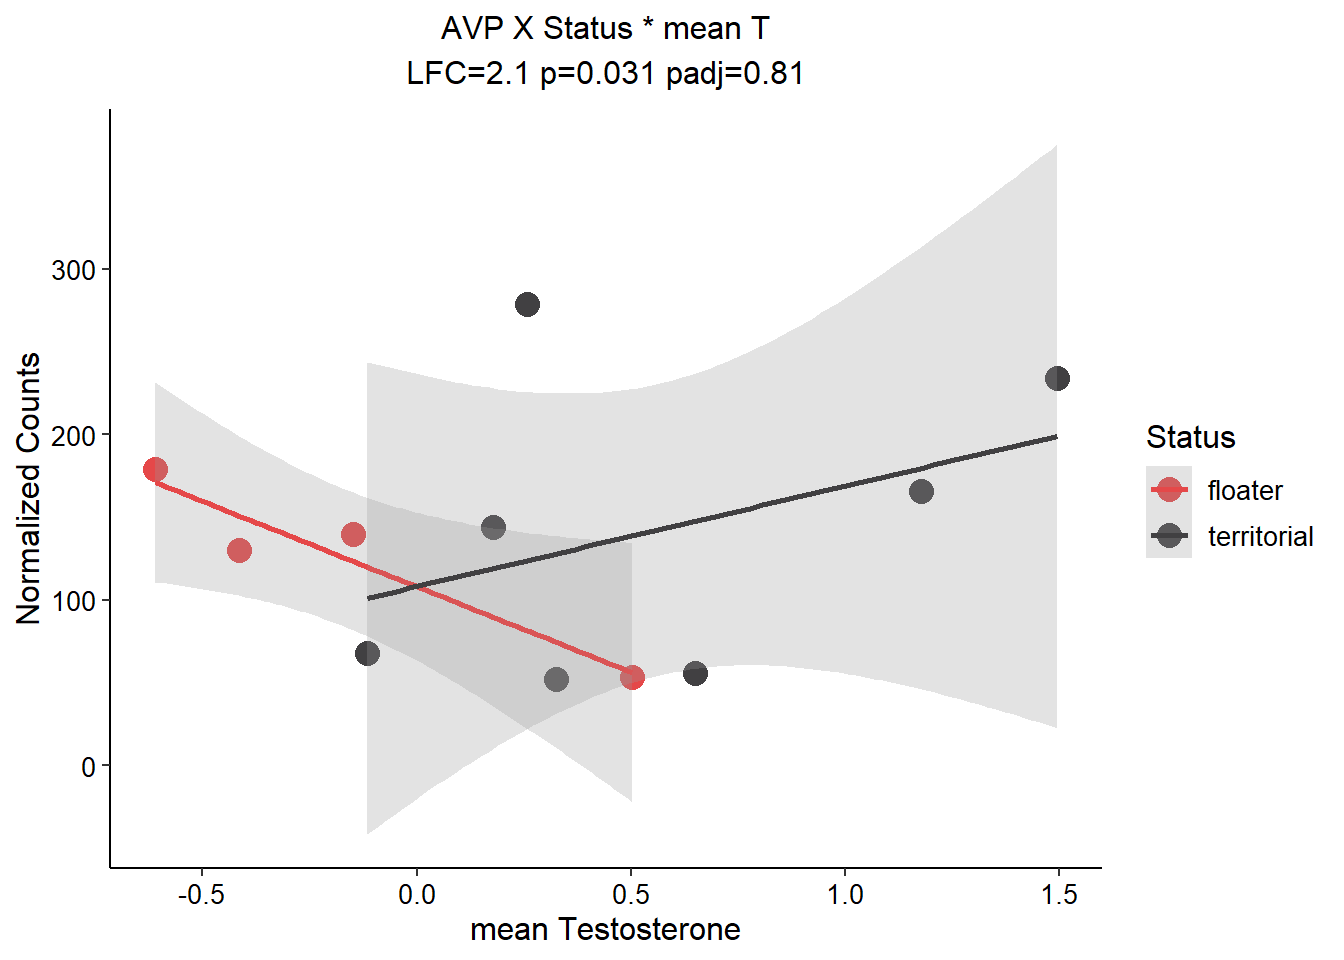 AVP X Status * mean T
LFC=2.1 p=0.031 padj=0.81
Normalized Counts
300
200
100
0
-0.5
0.0
0.5
1.0
1.5
mean Testosterone
Status
floater
territorial